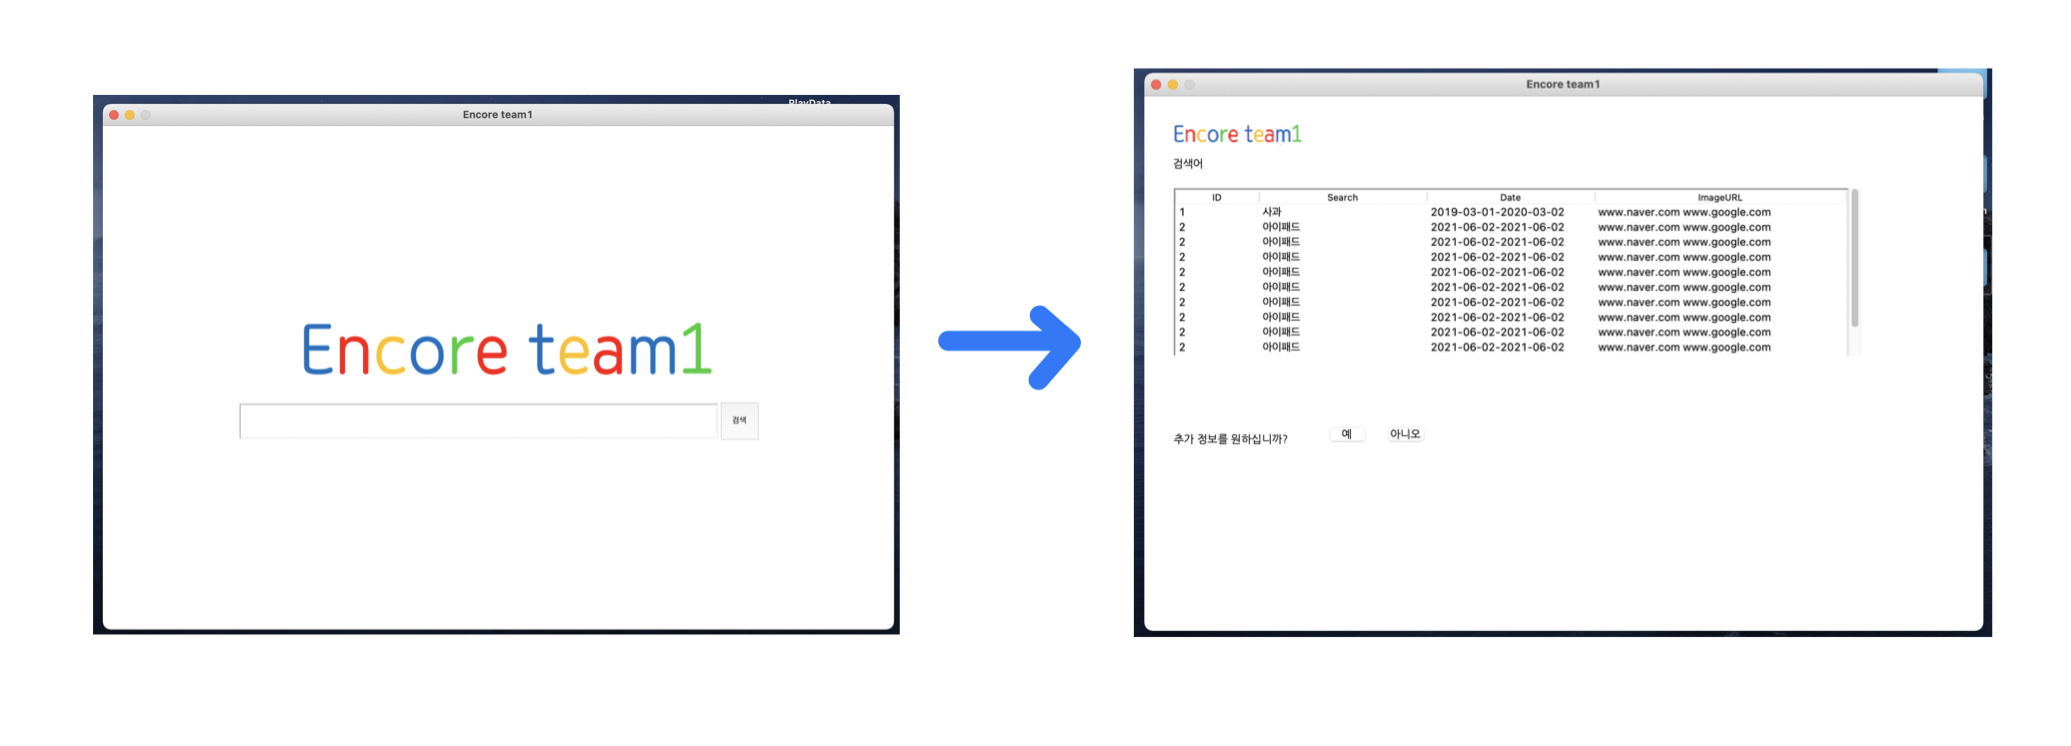 PlayData
Encore team1
Encore team1
검색
Encore team1
Encore team1
검색어
ID Search Date ImageURL
1 사과 2019-03-01-2020-03-02 www.naver.com www.google.com
2 아이패드 2021-06-02-2021-06-02 www.naver.com www.google.com
2 아이패드 2021-06-02-2021-06-02 www.naver.com www.google.com
2 아이패드 2021-06-02-2021-06-02 www.naver.com www.google.com
2 아이패드 2021-06-02-2021-06-02 www.naver.com www.google.com
2 아이패드 2021-06-02-2021-06-02 www.naver.com www.google.com
2 아이패드 2021-06-02-2021-06-02 www.naver.com www.google.com
2 아이패드 2021-06-02-2021-06-02 www.naver.com www.google.com
2 아이패드 2021-06-02-2021-06-02 www.naver.com www.google.com
2 아이패드 2021-06-02-2021-06-02 www.naver.com www.google.com
추가 정보를 원하십니까? 예 아니오